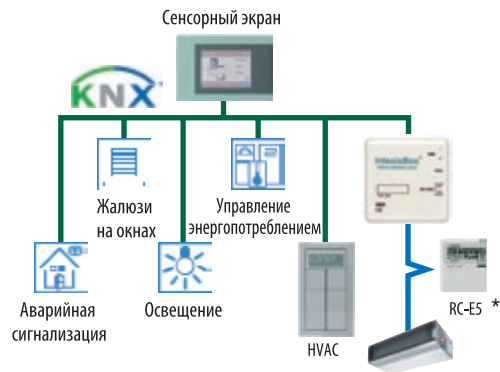 Сенсорный экран
KNX
IntesisBox
Жалюзи
на окнах
Управление
энергопотреблением
Аварийная
сигнализация
Освещение
HVAC
RC-E5 *